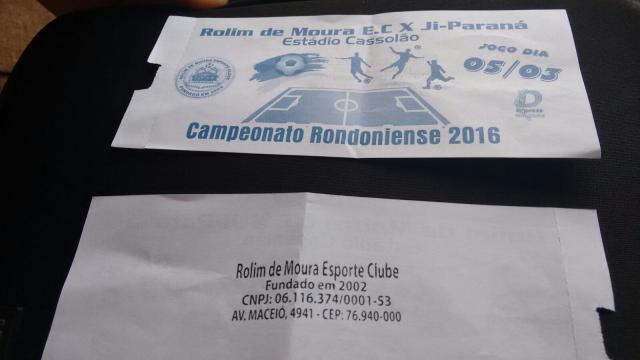 Rolim de Moura E.C X Ji-Paraná
Estádio Cassolão
JOGO DIA
05/03
Campeonato Rondoniense 2016
Rolim de Moura Esporte Clube
Fundado em 2002
CNPJ: 06.116.374/0001-53
AV. MACEIÓ, 4941 - CEP: 76.940-000